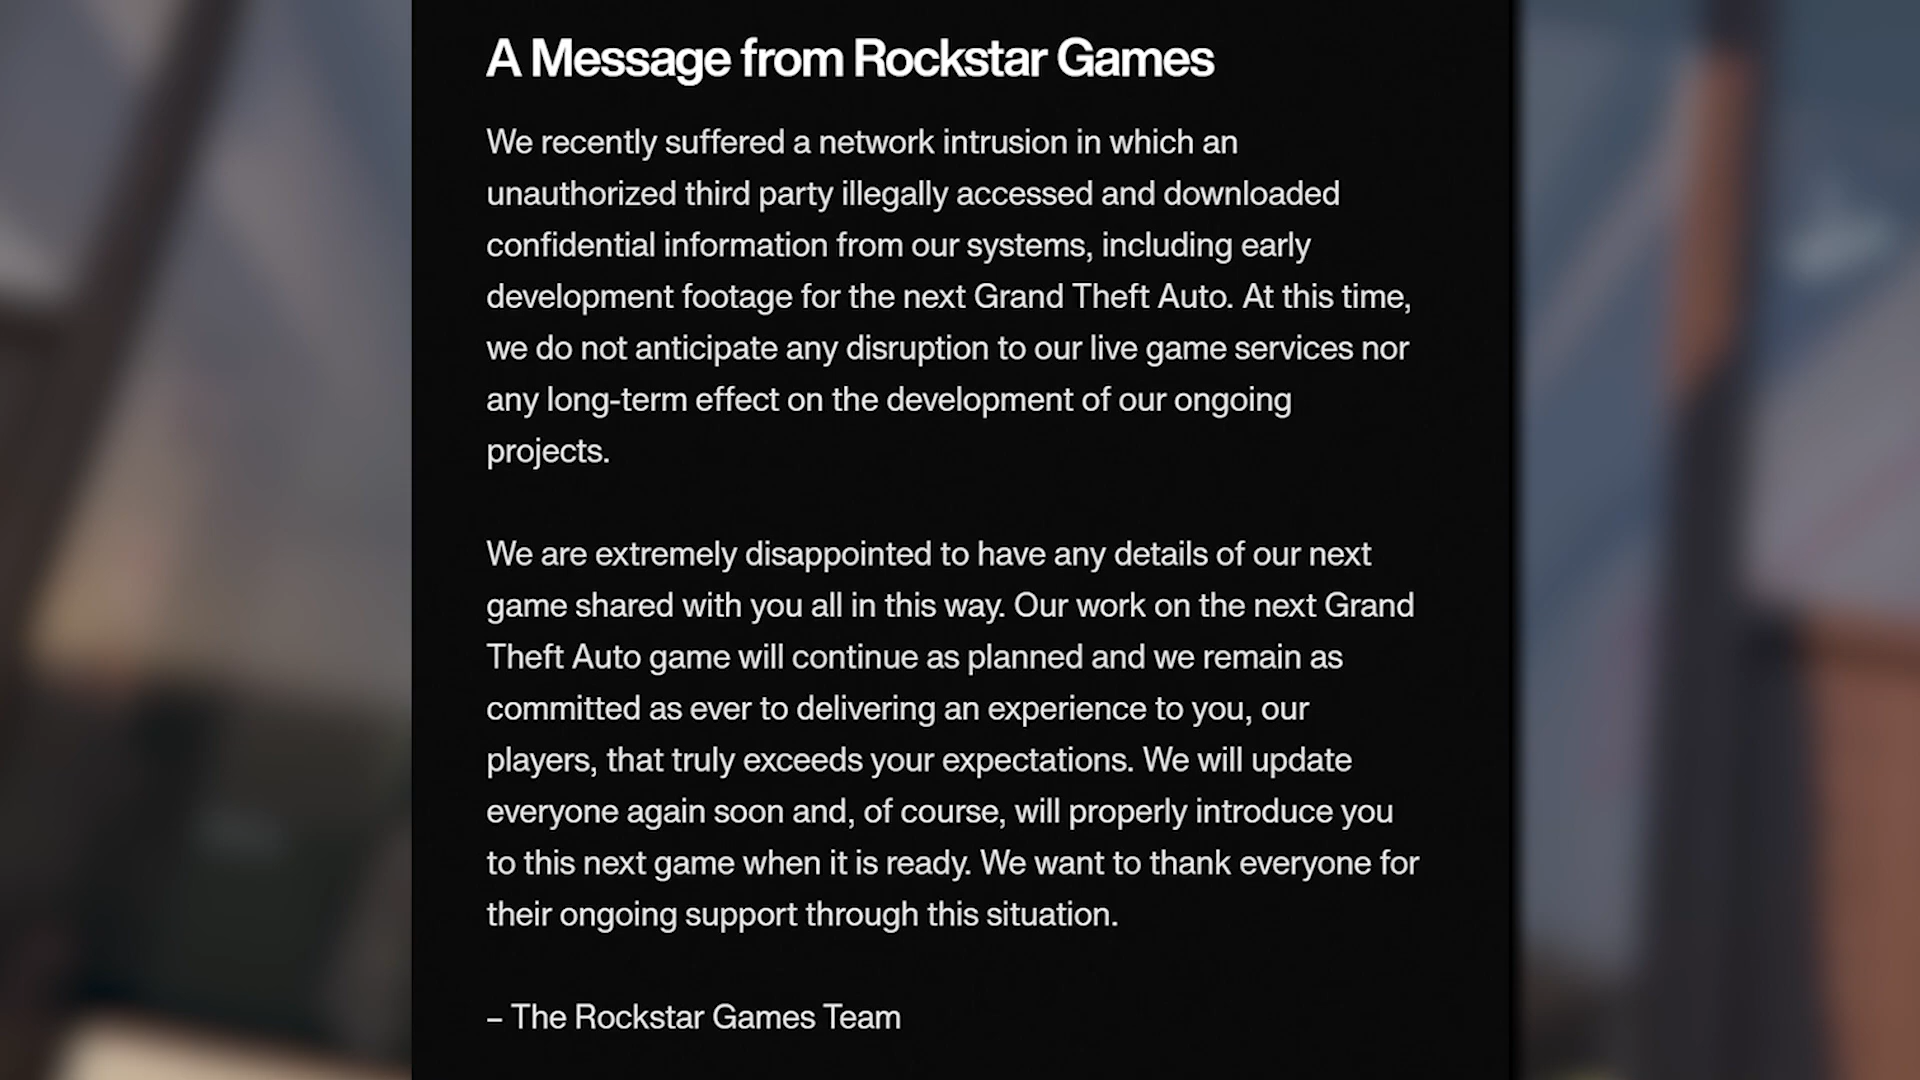 A Message from Rockstar Games
We recently suffered a network intrusion in which an
unauthorized third party illegally accessed and downloaded
confidential information from our systems, including early
development footage for the next Grand Theft Auto. At this time,
we do not anticipate any disruption to our live game services nor
any long-term effect on the development of our ongoing
projects.
We are extremely disappointed to have any details of our next
game shared with you all in this way. Our work on the next Grand
Theft Auto game will continue as planned and we remain as
committed as ever to delivering an experience to you, our
players, that truly exceeds your expectations. We will update
everyone again soon and, of course, will properly introduce you
to this next game when it is ready. We want to thank everyone for
their ongoing support through this situation.
– The Rockstar Games Team